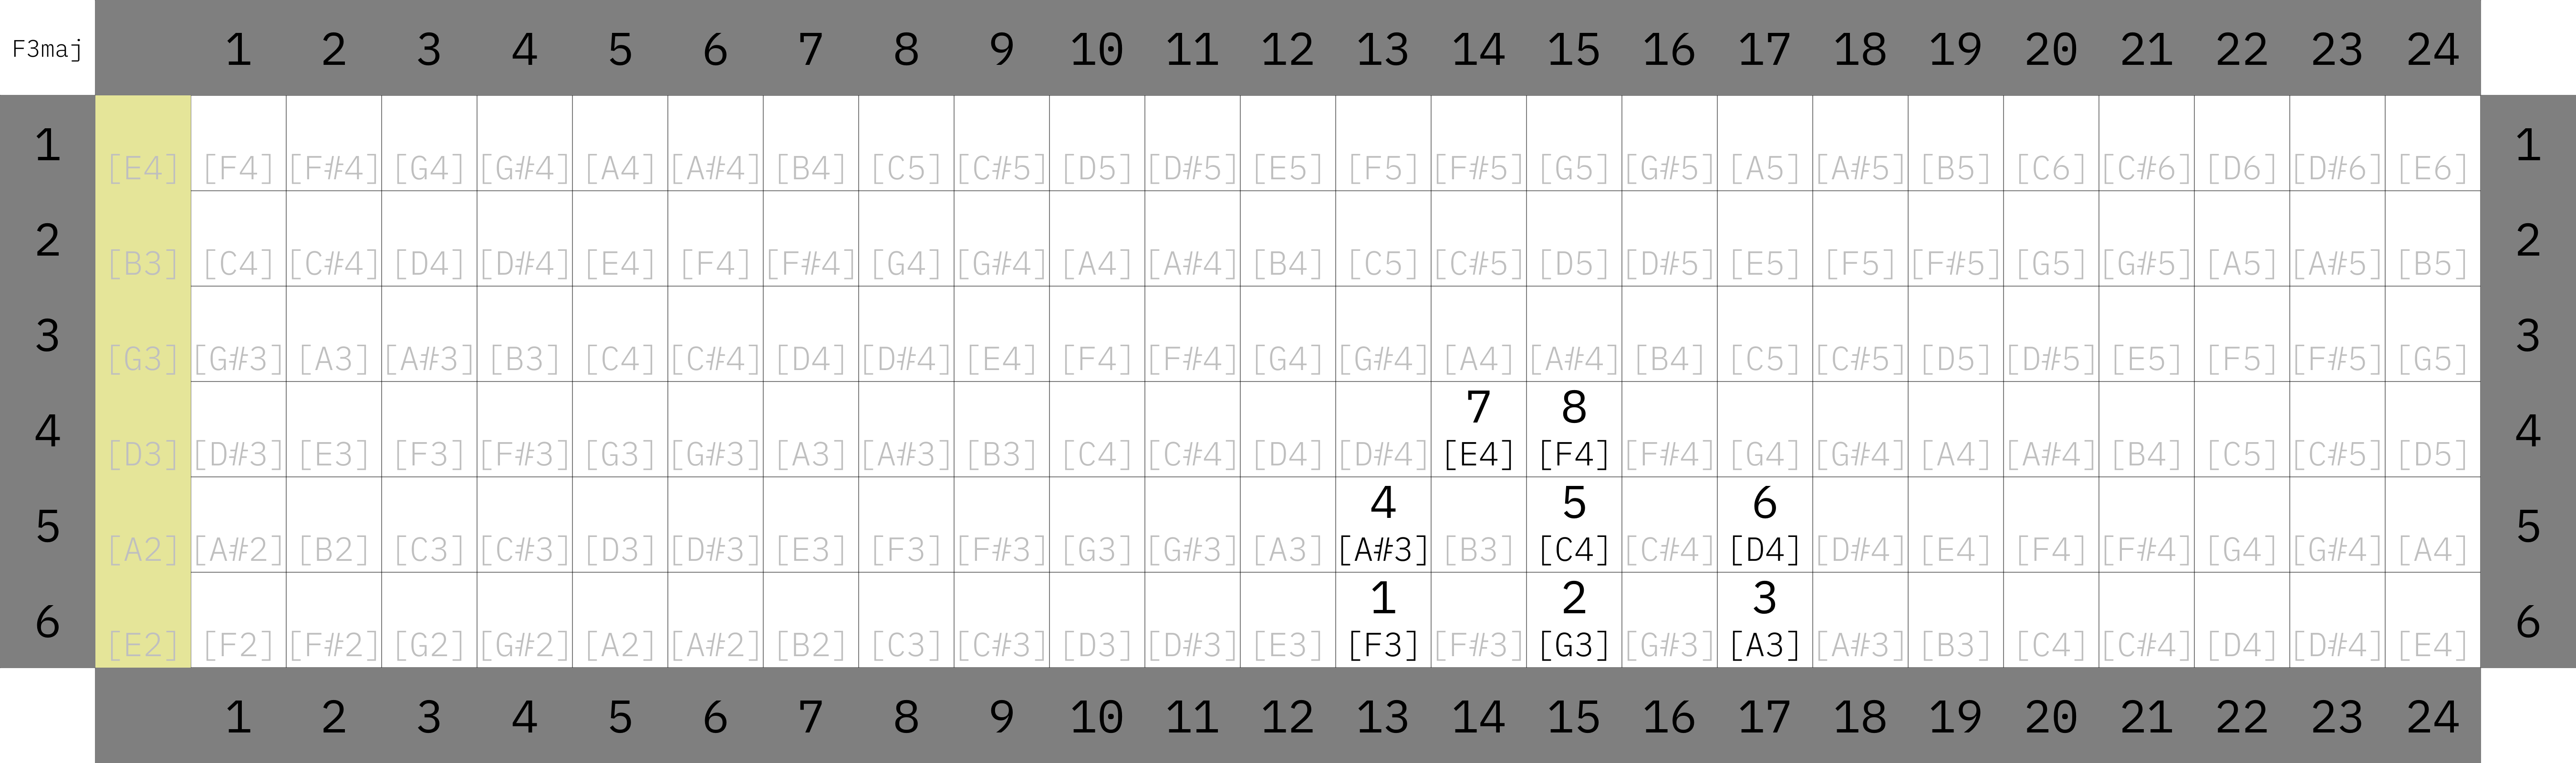 F3maj 1 2 3 4 5 6 7 8 9 10 11 12 13 14 15 16 17 18 19 20 21 22 23 24
1 [E4] [F4] [F#4] [G4] [G#4] [A4] [A#4] [B4] [C5] [C#5] [D5] [D#5] [E5] [F5] [F#5] [G5] [G#5] [A5] [A#5] [B5] [C6] [C#6] [D6] [D#6] [E6] 1
2 [B3] [C4] [C#4] [D4] [D#4] [E4] [F4] [F#4] [G4] [G#4] [A4] [A#4] [B4] [C5] [C#5] [D5] [D#5] [E5] [F5] [F#5] [G5] [G#5] [A5] [A#5] [B5] 2
3 [G3] [G#3] [A3] [A#3] [B3] [C4] [C#4] [D4] [D#4] [E4] [F4] [F#4] [G4] [G#4] [A4] [A#4] [B4] [C5] [C#5] [D5] [D#5] [E5] [F5] [F#5] [G5] 3
7 8
4 [D3] [D#3] [E3] [F3] [F#3] [G3] [G#3] [A3] [A#3] [B3] [C4] [C#4] [D4] [D#4] [E4] [F4] [F#4] [G4] [G#4] [A4] [A#4] [B4] [C5] [C#5] [D5] 4
4 5 6
5 [A2] [A#2] [B2] [C3] [C#3] [D3] [D#3] [E3] [F3] [F#3] [G3] [G#3] [A3] [A#3] [B3] [C4] [C#4] [D4] [D#4] [E4] [F4] [F#4] [G4] [G#4] [A4] 5
1 2 3
6 [E2] [F2] [F#2] [G2] [G#2] [A2] [A#2] [B2] [C3] [C#3] [D3] [D#3] [E3] [F3] [F#3] [G3] [G#3] [A3] [A#3] [B3] [C4] [C#4] [D4] [D#4] [E4] 6
1 2 3 4 5 6 7 8 9 10 11 12 13 14 15 16 17 18 19 20 21 22 23 24